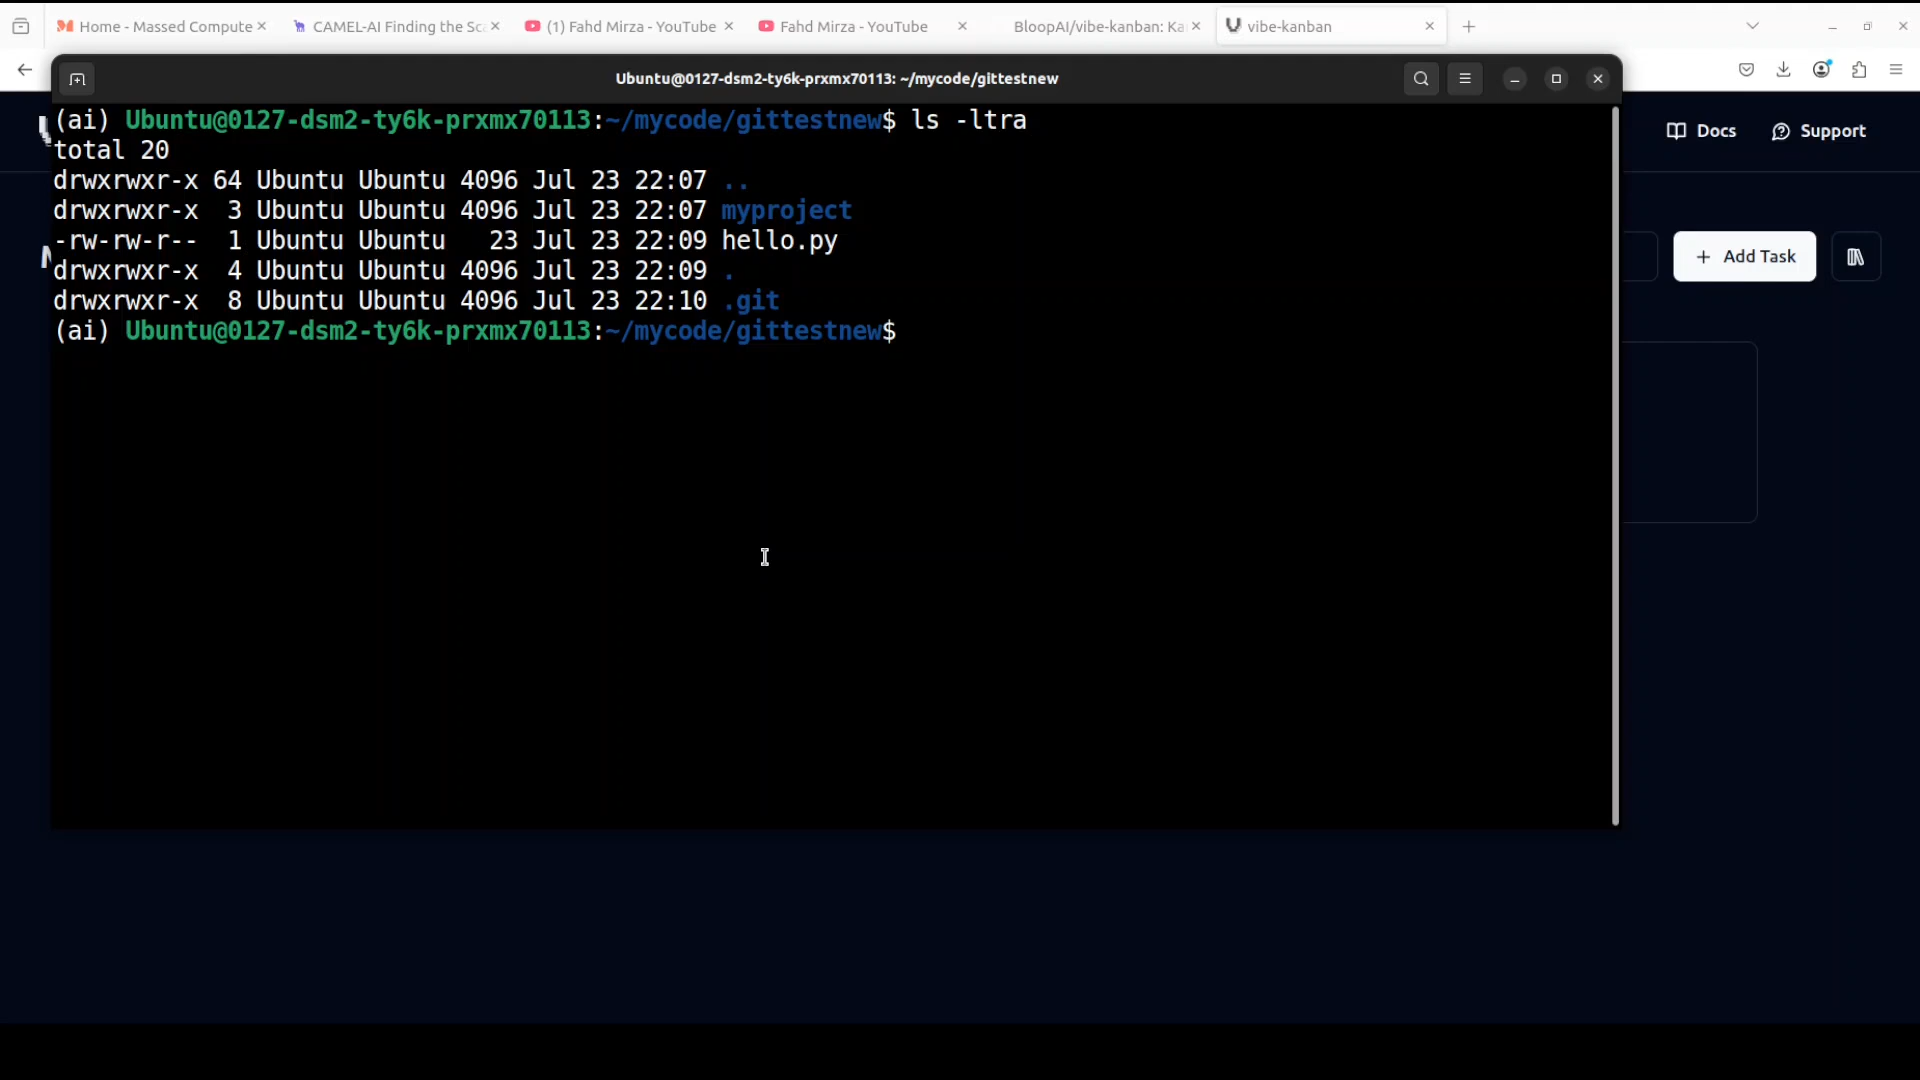 Home - Massed Compute
CAMEL-AI Finding the Sca
(1) Fahd Mirza - YouTube
Fahd Mirza - YouTube
BloopAI/vibe-kanban: Ka
vibe-kanban
Ubuntu@0127-dsm2-ty6k-prxmx70113: ~/mycode/gittestnew
(ai) Ubuntu@0127-dsm2-ty6k-prxmx70113:~/mycode/gittestnew$ ls -ltra
total 20
drwxrwxr-x 64 Ubuntu Ubuntu 4096 Jul 23 22:07 ..
drwxrwxr-x  3 Ubuntu Ubuntu 4096 Jul 23 22:07 myproject
-rw-rw-r--  1 Ubuntu Ubuntu   23 Jul 23 22:09 hello.py
drwxrwxr-x  4 Ubuntu Ubuntu 4096 Jul 23 22:09 .
drwxrwxr-x  8 Ubuntu Ubuntu 4096 Jul 23 22:10 .git
(ai) Ubuntu@0127-dsm2-ty6k-prxmx70113:~/mycode/gittestnew$
Docs
Support
+ Add Task